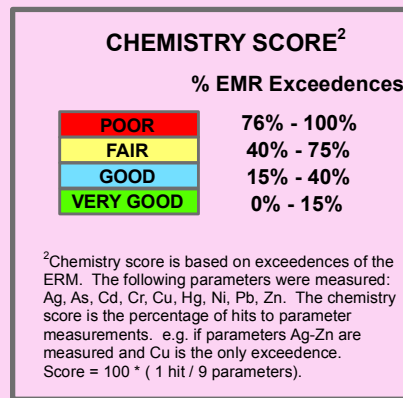 CHEMISTRY SCORE²
% EMR Exceedences
POOR 76% - 100%
FAIR 40% - 75%
GOOD 15% - 40%
VERY GOOD 0% - 15%
²Chemistry score is based on exceedences of the
ERM. The following parameters were measured:
Ag, As, Cd, Cr, Cu, Hg, Ni, Pb, Zn. The chemistry
score is the percentage of hits to parameter
measurements. e.g. if parameters Ag-Zn are
measured and Cu is the only exceedence.
Score = 100 * ( 1 hit / 9 parameters).